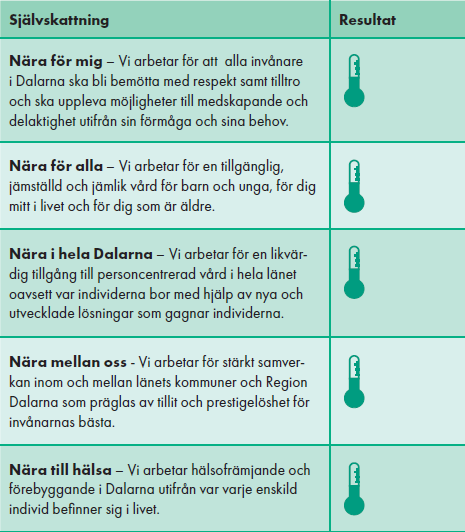 Självskattning
Resultat
Nära för mig – Vi arbetar för att alla invånare
i Dalarna ska bli bemötta med respekt samt tilltro
och ska uppleva möjligheter till medskapande och
delaktighet utifrån sin förmåga och sina behov.
Nära för alla – Vi arbetar för en tillgänglig,
jämställd och jämlik vård för barn och unga, för dig
mitt i livet och för dig som är äldre.
Nära i hela Dalarna – Vi arbetar för en likvär-
dig tillgång till personcentrerad vård i hela länet
oavsett var individerna bor med hjälp av nya och
utvecklade lösningar som gagnar individerna.
Nära mellan oss - Vi arbetar för stärkt samver-
kan inom och mellan länets kommuner och Region
Dalarna som präglas av tillit och prestigelöshet för
invånarnas bästa.
Nära till hälsa – Vi arbetar hälsofrämjande och
förebyggande i Dalarna utifrån var varje enskild
individ befinner sig i livet.